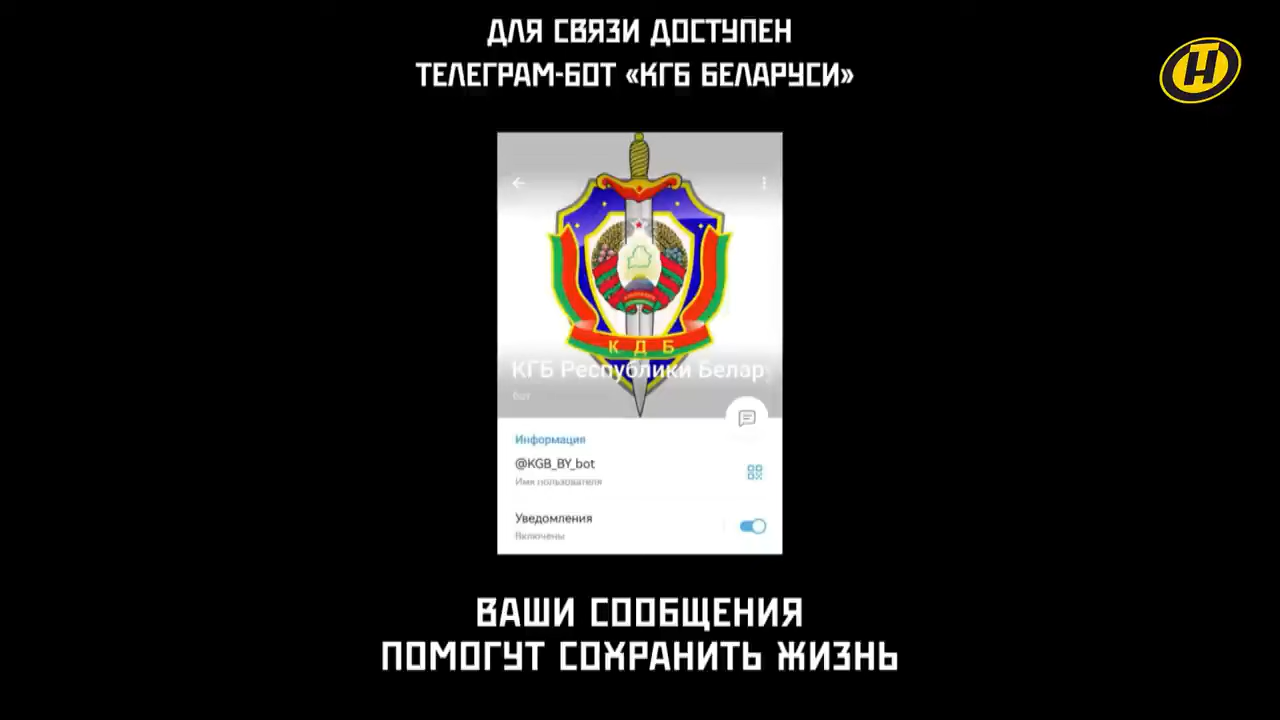 ДЛЯ СВЯЗИ ДОСТУПЕН
ТЕЛЕГРАМ-БОТ «КГБ БЕЛАРУСИ»
Н
К Д Б
КГБ Республики Белар
бот
Информация
@KGB_BY_bot
Имя пользователя
Уведомления
Включены
ВАШИ СООБЩЕНИЯ
ПОМОГУТ СОХРАНИТЬ ЖИЗНЬ